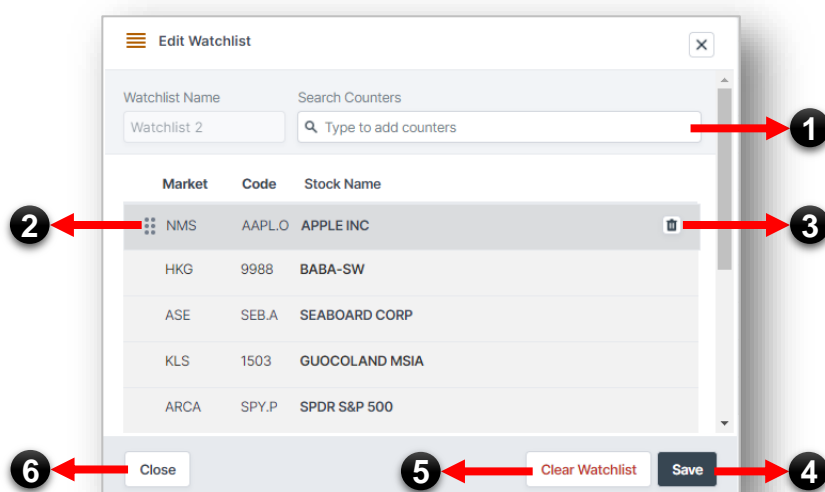 Edit Watchlist
Watchlist Name Search Counters
Watchlist 2 Type to add counters
1
Market Code Stock Name
2 NMS AAPL.O APPLE INC 3
HKG 9988 BABA-SW
ASE SEB.A SEABOARD CORP
KLS 1503 GUOCOLAND MSIA
ARCA SPY.P SPDR S&P 500
6 Close 5 Clear Watchlist Save 4